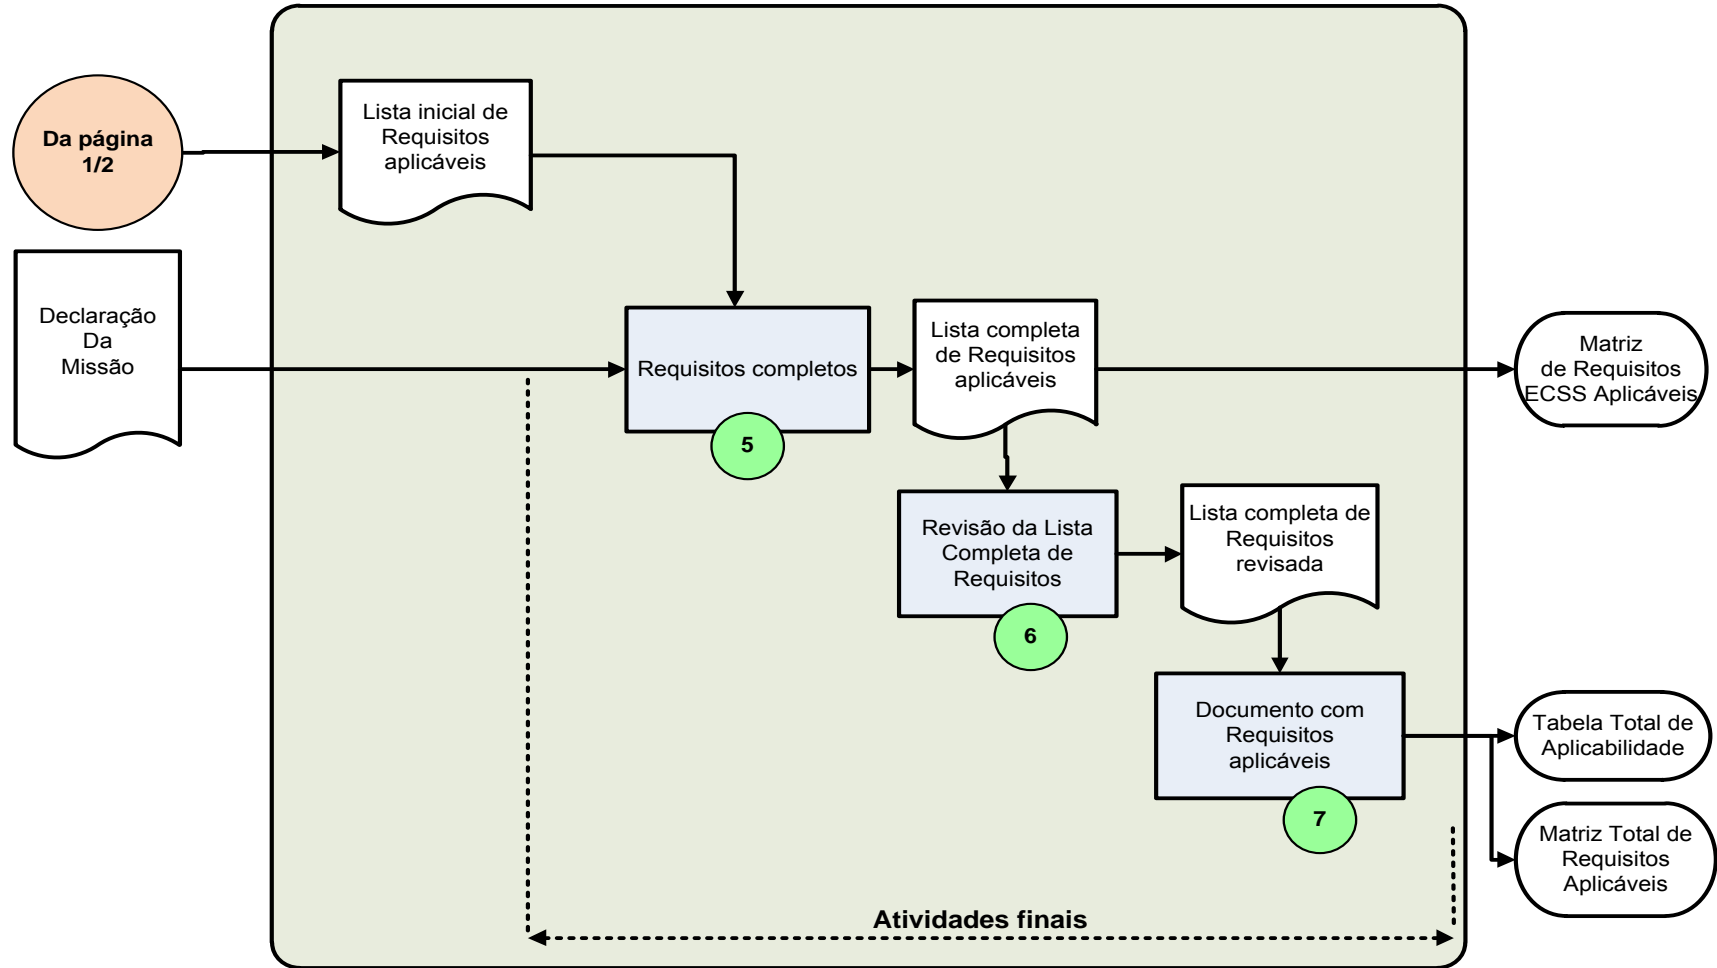 Da página
1/2
Lista inicial de
Requisitos
aplicáveis
Declaração
Da
Missão
Requisitos completos
5
Lista completa
de Requisitos
aplicáveis
Matriz
de Requisitos
ECSS Aplicáveis
Revisão da Lista
Completa de
Requisitos
6
Lista completa de
Requisitos
revisada
Documento com
Requisitos
aplicáveis
7
Tabela Total de
Aplicabilidade
Matriz Total de
Requisitos
Aplicáveis
Atividades finais